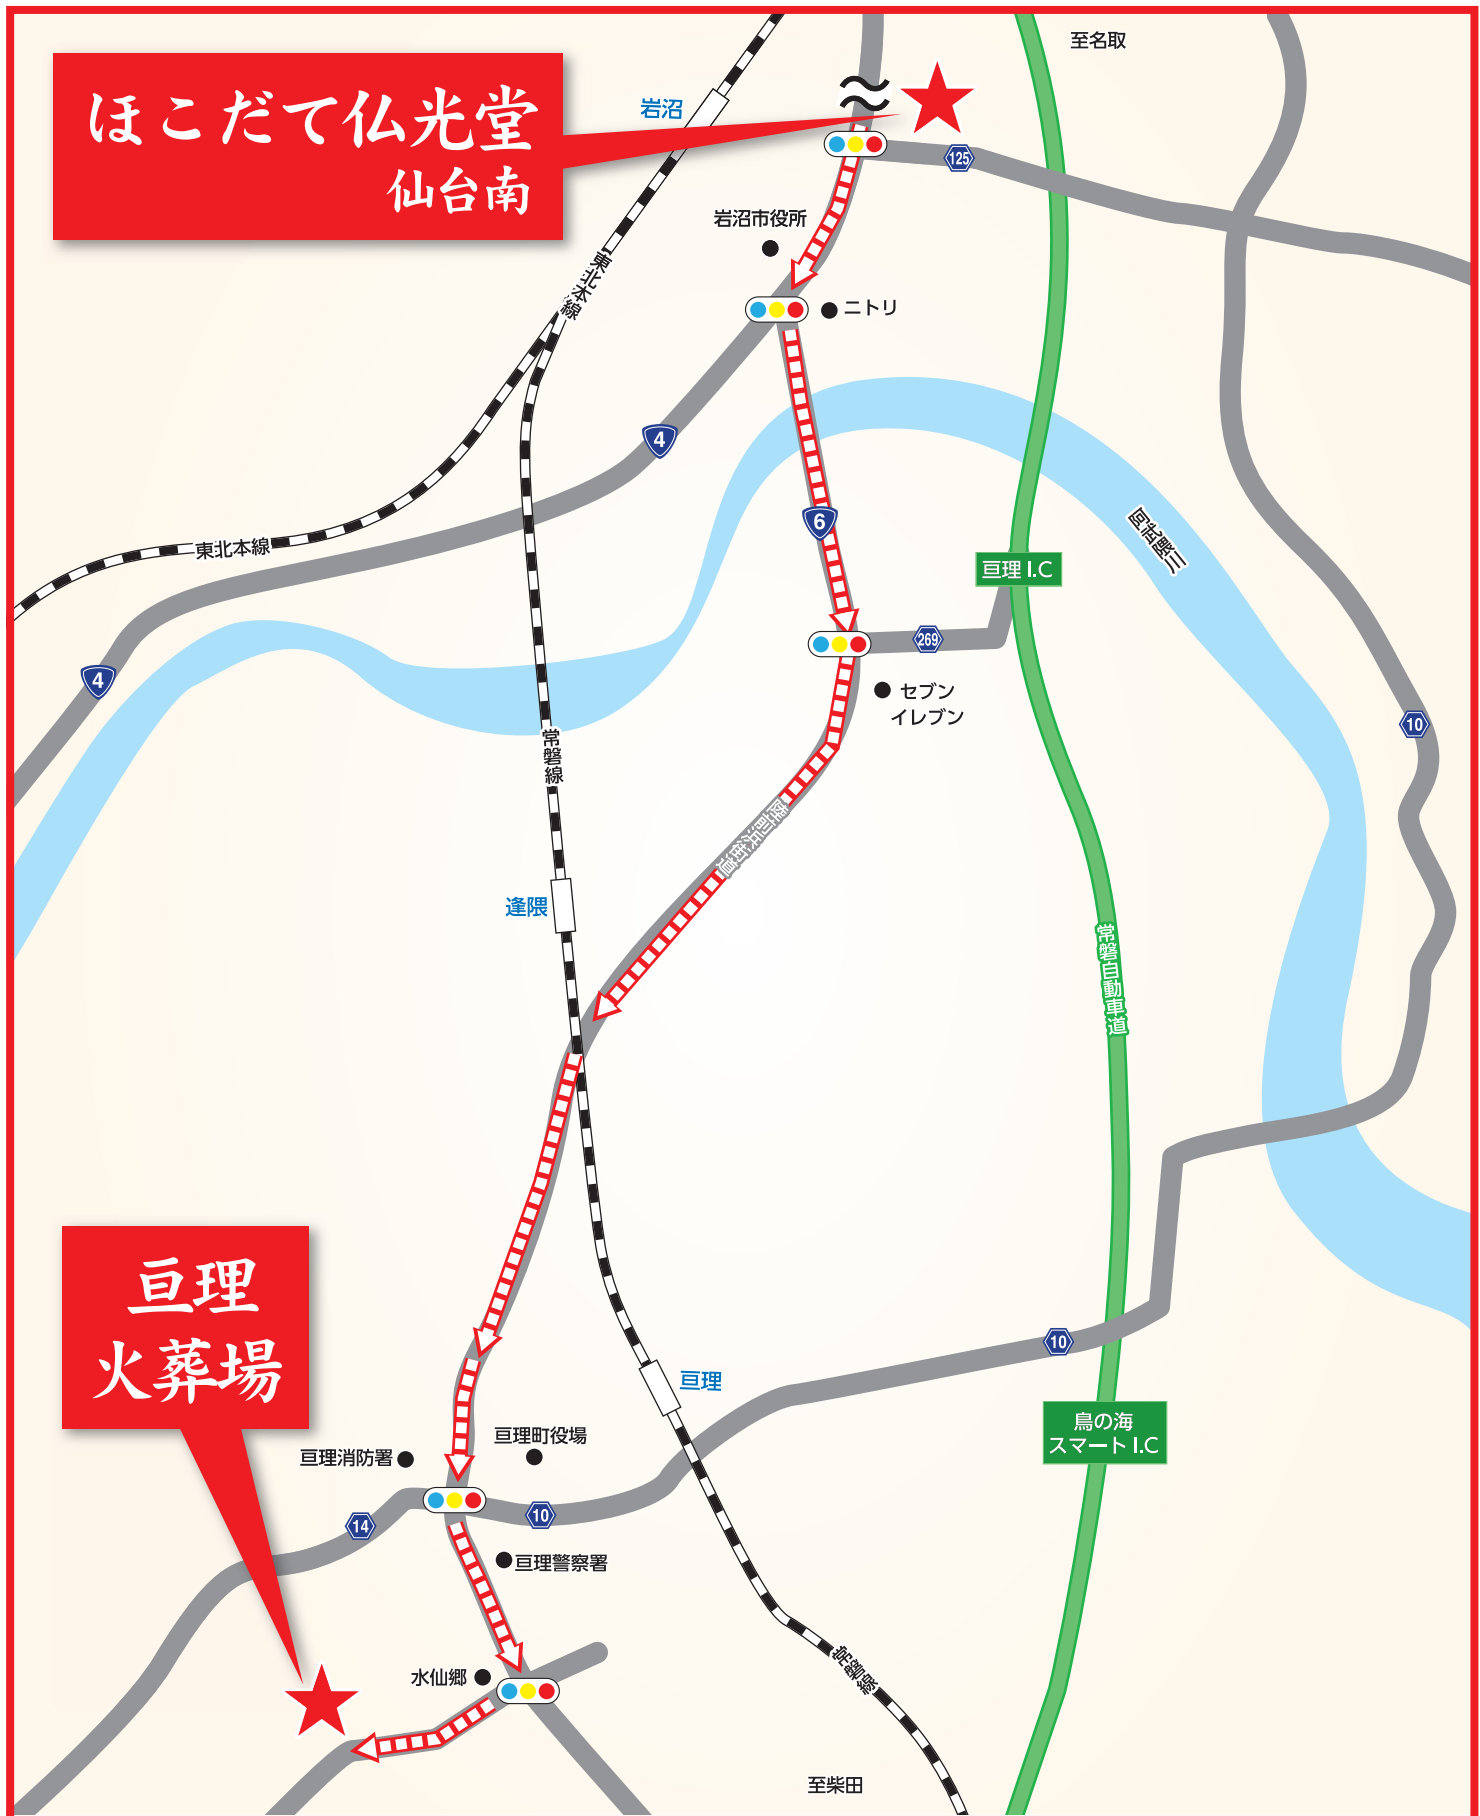 至名取
ほこだて仏光堂
仙台南
岩沼
125
岩沼市役所
ニトリ
東北本線
4
6
阿武隈川
東北本線
亘理 I.C
269
4
セブン
イレブン
10
常磐線
陸前浜街道
逢隈
常磐自動車道
亘理
火葬場
10
亘理
鳥の海
スマート I.C
亘理町役場
亘理消防署
14
10
亘理警察署
水仙郷
常磐線
至柴田